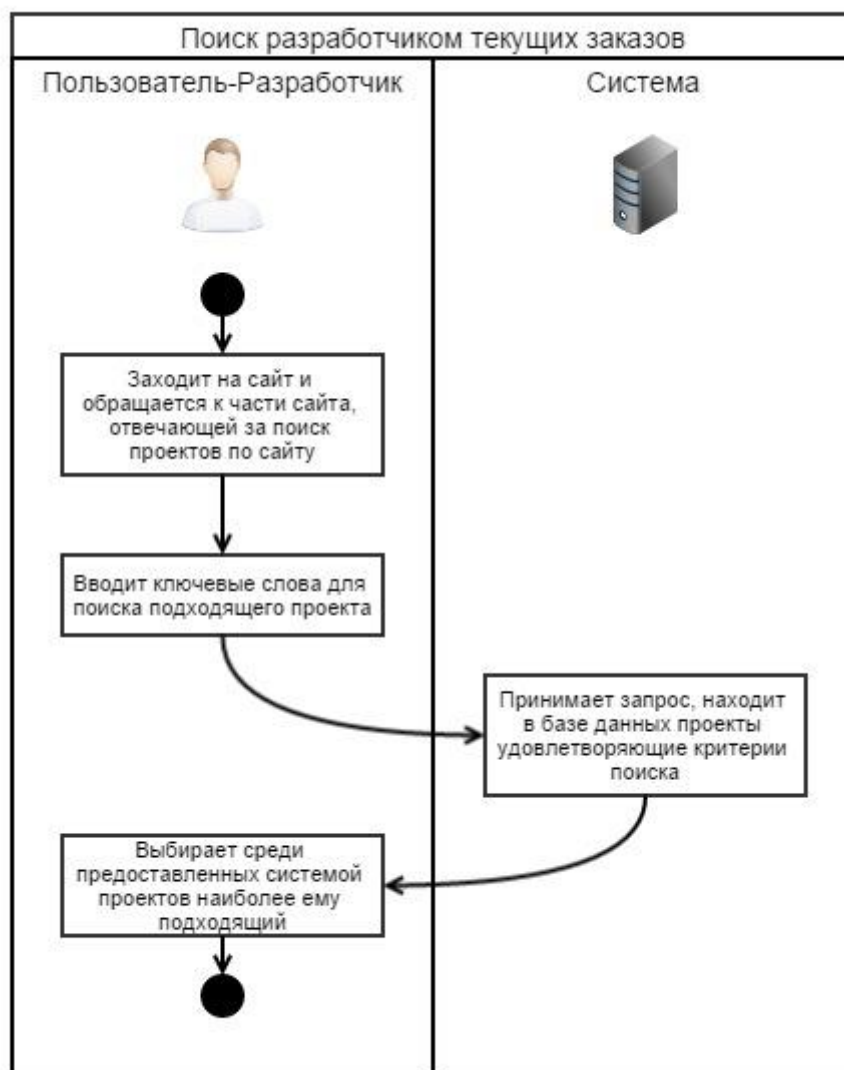 Поиск разработчиком текущих заказов
Пользователь-Разработчик
Система
Заходит на сайт и
обращается к части сайта,
отвечающей за поиск
проектов по сайту
Вводит ключевые слова для
поиска подходящего проекта
Принимает запрос, находит
в базе данных проекты
удовлетворяющие критерии
поиска
Выбирает среди
предоставленных системой
проектов наиболее ему
подходящий